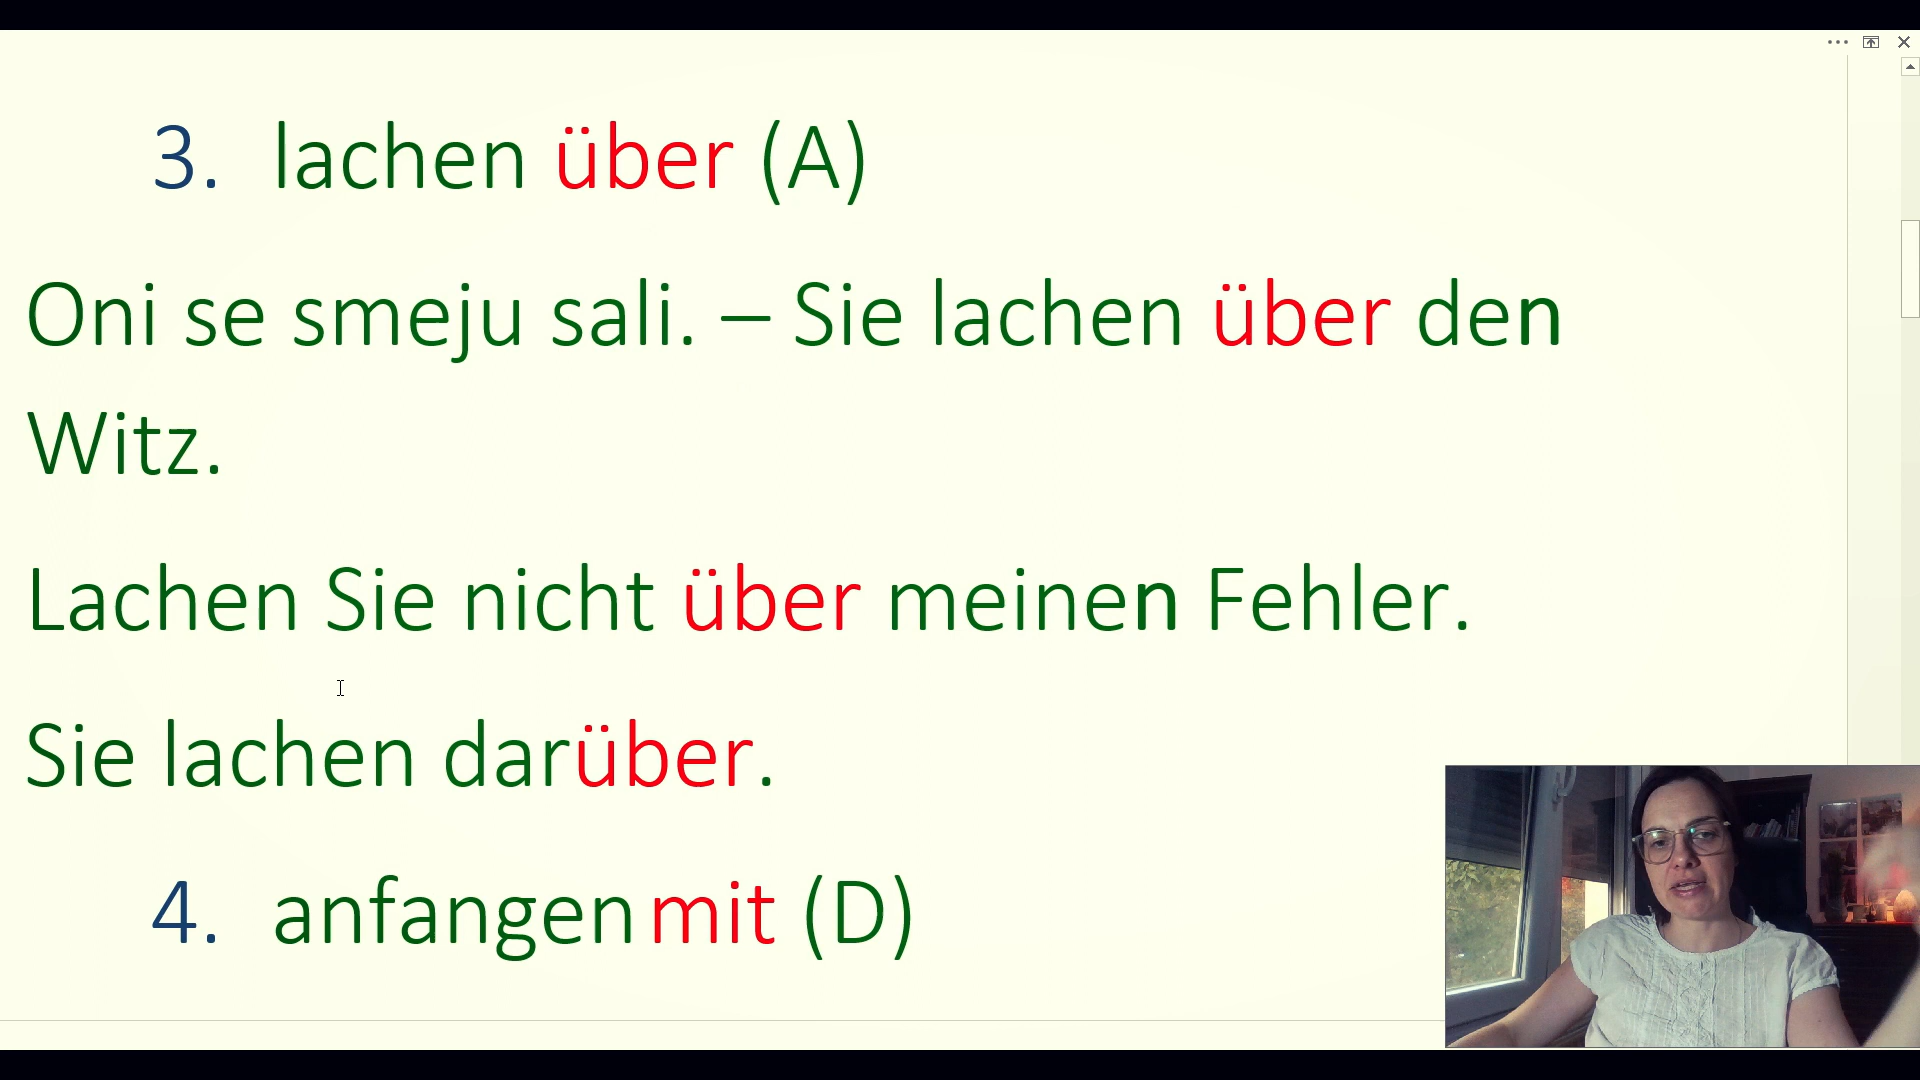 3. lachen über (A)
Oni se smeju sali. – Sie lachen über den
Witz.
Lachen Sie nicht über meinen Fehler.
Sie lachen darüber.
4. anfangen mit (D)